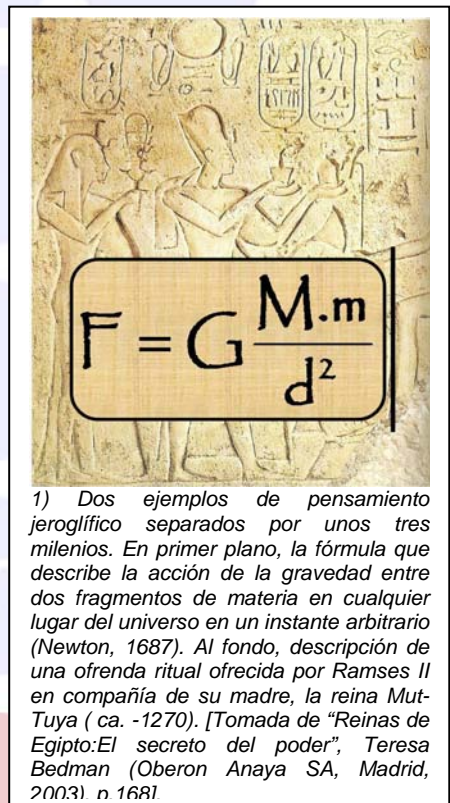 F = G M.m / d²
1) Dos ejemplos de pensamiento
jeroglífico separados por unos tres
milenios. En primer plano, la fórmula que
describe la acción de la gravedad entre
dos fragmentos de materia en cualquier
lugar del universo en un instante arbitrario
(Newton, 1687). Al fondo, descripción de
una ofrenda ritual ofrecida por Ramses II
en compañía de su madre, la reina Mut-
Tuya ( ca. -1270). [Tomada de “Reinas de
Egipto:El secreto del poder”, Teresa
Bedman (Oberon Anaya SA, Madrid,
2003), p.168].